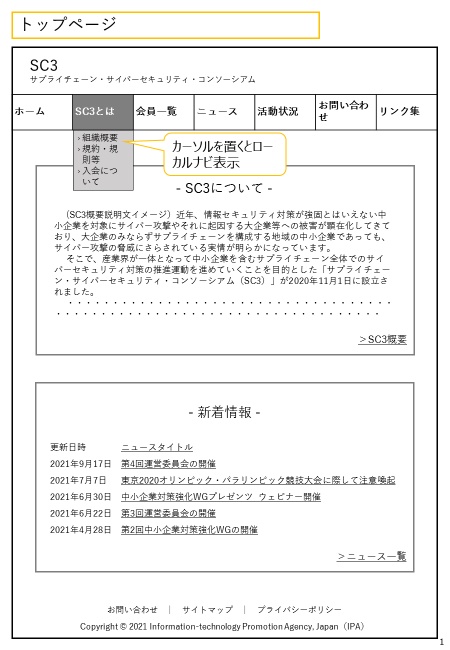 トップページ
SC3
サプライチェーン・サイバーセキュリティ・コンソーシアム
ホーム
SC3とは
会員一覧
ニュース
活動状況
お問い合わ
せ
リンク集
› 組織概要
› 規約・規
則等
› 入会につ
いて
カーソルを置くとロー
カルナビ表示
- SC3について -
（SC3概要説明文イメージ）近年、情報セキュリティ対策が強固とはいえない中
小企業を対象にサイバー攻撃やそれに起因する大企業等への被害が顕在化してきて
おり、大企業のみならずサプライチェーンを構成する地域の中小企業であっても、
サイバー攻撃の脅威にさらされている実情が明らかになっています。
そこで、産業界が一体となって中小企業を含むサプライチェーン全体でのサイ
バーセキュリティ対策の推進運動を進めていくことを目的とした「サプライチェー
ン・サイバーセキュリティ・コンソーシアム（SC3）」が2020年11月1日に設立さ
れました。
・・・・・・・・・・・・・・・・・・・・・・・・・・・・・・・・・
・・・・・・・・・・・・・・・・・・・・・・・・・・・・・・・・・
＞SC3概要
- 新着情報 -
更新日時 ニュースタイトル
2021年9月17日 第4回運営委員会の開催
2021年7月7日 東京2020オリンピック・パラリンピック競技大会に際して注意喚起
2021年6月30日 中小企業対策強化WGプレゼンツ ウェビナー開催
2021年6月22日 第3回運営委員会の開催
2021年4月28日 第2回中小企業対策強化WGの開催
＞ニュース一覧
お問い合わせ ｜ サイトマップ ｜ プライバシーポリシー
Copyright © 2021 Information-technology Promotion Agency, Japan（IPA）
1